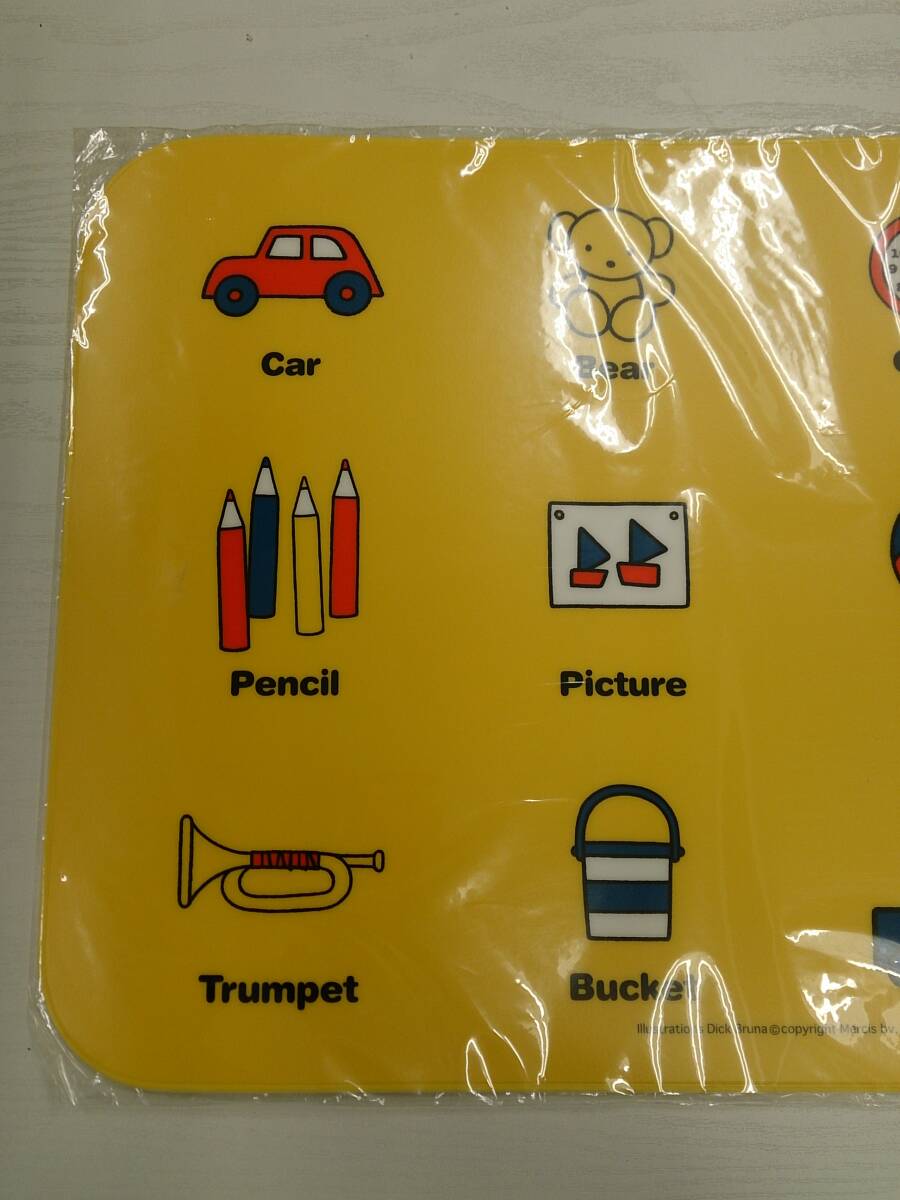 Car
Bear
Pencil
Picture
Trumpet
Bucket
Illustrations Dick Bruna ©copyright Mercis bv,